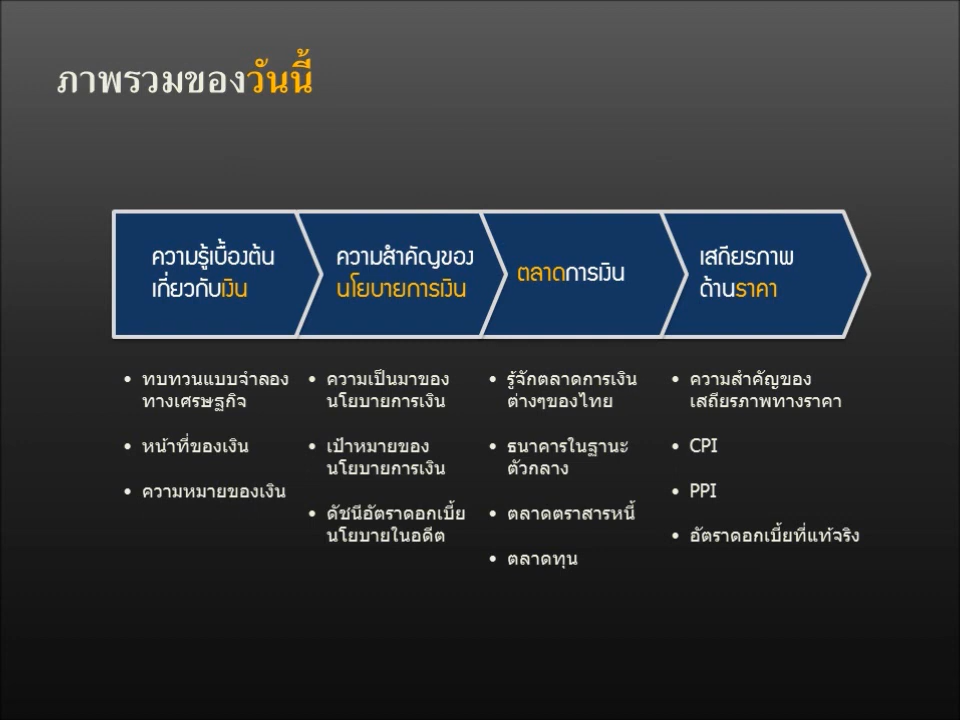 ภาพรวมของวันนี้
ความรู้เบื้องต้น
เกี่ยวกับเงิน
ความสำคัญของ
นโยบายการเงิน
ตลาดการเงิน
เสถียรภาพ
ด้านราคา
• ทบทวนแบบจำลอง
ทางเศรษฐกิจ
• หน้าที่ของเงิน
• ความหมายของเงิน
• ความเป็นมาของ
นโยบายการเงิน
• เป้าหมายของ
นโยบายการเงิน
• ดัชนีอัตราดอกเบี้ย
นโยบายในอดีต
• รู้จักตลาดการเงิน
ต่างๆของไทย
• ธนาคารในฐานะ
ตัวกลาง
• ตลาดตราสารหนี้
• ตลาดทุน
• ความสำคัญของ
เสถียรภาพทางราคา
• CPI
• PPI
• อัตราดอกเบี้ยที่แท้จริง